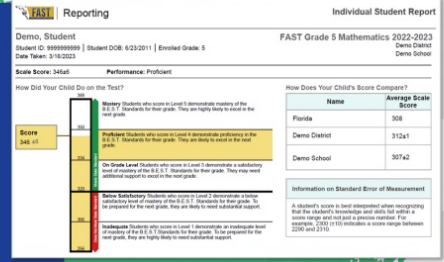 FAST Reporting
Individual Student Report
Demo, Student
FAST Grade 5 Mathematics 2022-2023
Student ID: 9999999999 | Student DOB: 6/23/2011 | Enrolled Grade: 5
Demo District
Date Taken: 3/16/2023
Demo School
Scale Score: 346±6
Performance: Proficient
How Did Your Child Do on the Test?
Mastery Students who score in Level 5 demonstrate mastery of the
B.E.S.T. Standards for their grade. They are highly likely to excel in the
next grade.
Score
346 ±6
Proficient Students who score in Level 4 demonstrate proficiency in the
B.E.S.T. Standards for their grade. They are likely to excel in the next
grade.
On Grade Level Students who score in Level 3 demonstrate a satisfactory
level of mastery of the B.E.S.T. Standards for their grade. They may need
additional support to excel in the next grade.
Below Satisfactory Students who score in Level 2 demonstrate a below
satisfactory level of mastery of the B.E.S.T. Standards for their grade. To
be prepared for the next grade, they are likely to need substantial support.
Inadequate Students who score in Level 1 demonstrate an inadequate level
of mastery of the B.E.S.T. Standards for their grade. To be prepared for the
next grade, they are highly likely to need substantial support.
How Does Your Child's Score Compare?
Name
Average Scale
Score
Florida
308
Demo District
312±1
Demo School
307±2
Information on Standard Error of Measurement
A student's score is best interpreted when recognizing
that the student's knowledge and skills fall within a
score range and not just a precise number. For
example, 2300 (±10) indicates a score range between
2290 and 2310.